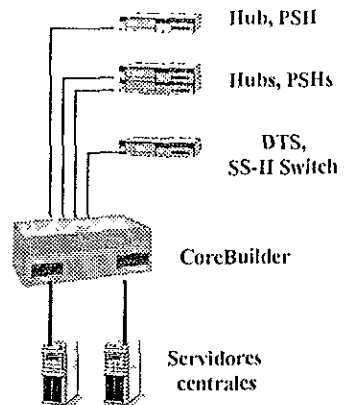 Hub, PSH
Hubs, PSHs
DTS,
SS-II Switch
CoreBuilder
Servidores
centrales